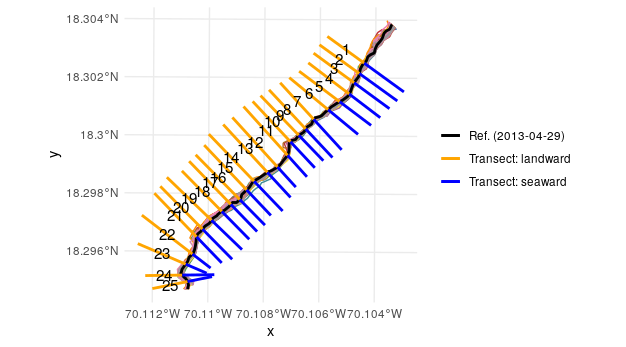 18.304°N
18.302°N
18.3°N
18.298°N
18.296°N
y
1
2
3
4
5
6
7
8
9
10
11
12
13
14
15
16
17
18
19
20
21
22
23
24
25
Ref. (2013-04-29)
Transect: landward
Transect: seaward
70.112°W 70.11°W 70.108°W 70.106°W 70.104°W
x